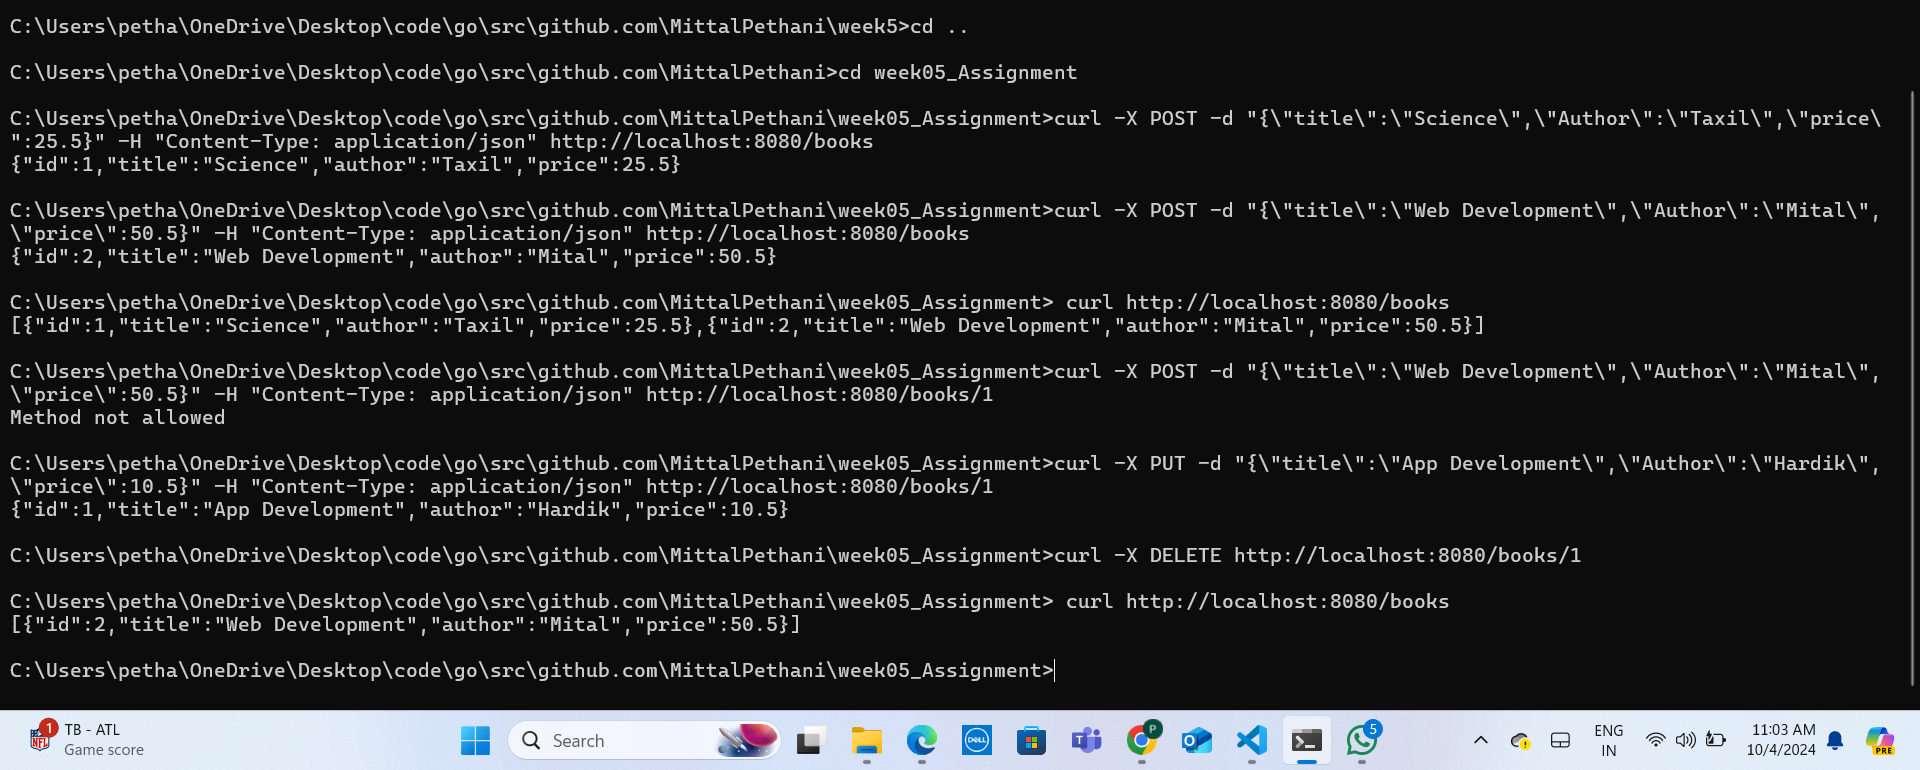 C:\Users\petha\OneDrive\Desktop\code\go\src\github.com\MittalPethani\week5>cd ..
C:\Users\petha\OneDrive\Desktop\code\go\src\github.com\MittalPethani>cd week05_Assignment
C:\Users\petha\OneDrive\Desktop\code\go\src\github.com\MittalPethani\week05_Assignment>curl -X POST -d "{\"title\":\"Science\",\"Author\":\"Taxil\",\"price\
":25.5}" -H "Content-Type: application/json" http://localhost:8080/books
{"id":1,"title":"Science","author":"Taxil","price":25.5}
C:\Users\petha\OneDrive\Desktop\code\go\src\github.com\MittalPethani\week05_Assignment>curl -X POST -d "{\"title\":\"Web Development\",\"Author\":\"Mital\",
\"price\":50.5}" -H "Content-Type: application/json" http://localhost:8080/books
{"id":2,"title":"Web Development","author":"Mital","price":50.5}
C:\Users\petha\OneDrive\Desktop\code\go\src\github.com\MittalPethani\week05_Assignment> curl http://localhost:8080/books
[{"id":1,"title":"Science","author":"Taxil","price":25.5},{"id":2,"title":"Web Development","author":"Mital","price":50.5}]
C:\Users\petha\OneDrive\Desktop\code\go\src\github.com\MittalPethani\week05_Assignment>curl -X POST -d "{\"title\":\"Web Development\",\"Author\":\"Mital\",
\"price\":50.5}" -H "Content-Type: application/json" http://localhost:8080/books/1
Method not allowed
C:\Users\petha\OneDrive\Desktop\code\go\src\github.com\MittalPethani\week05_Assignment>curl -X PUT -d "{\"title\":\"App Development\",\"Author\":\"Hardik\",
\"price\":10.5}" -H "Content-Type: application/json" http://localhost:8080/books/1
{"id":1,"title":"App Development","author":"Hardik","price":10.5}
C:\Users\petha\OneDrive\Desktop\code\go\src\github.com\MittalPethani\week05_Assignment>curl -X DELETE http://localhost:8080/books/1
C:\Users\petha\OneDrive\Desktop\code\go\src\github.com\MittalPethani\week05_Assignment> curl http://localhost:8080/books
[{"id":2,"title":"Web Development","author":"Mital","price":50.5}]
C:\Users\petha\OneDrive\Desktop\code\go\src\github.com\MittalPethani\week05_Assignment>
1 NFL TB - ATL
Game score
Search
DELL
T
P
O
5
ENG
IN
11:03 AM
10/4/2024
PRE